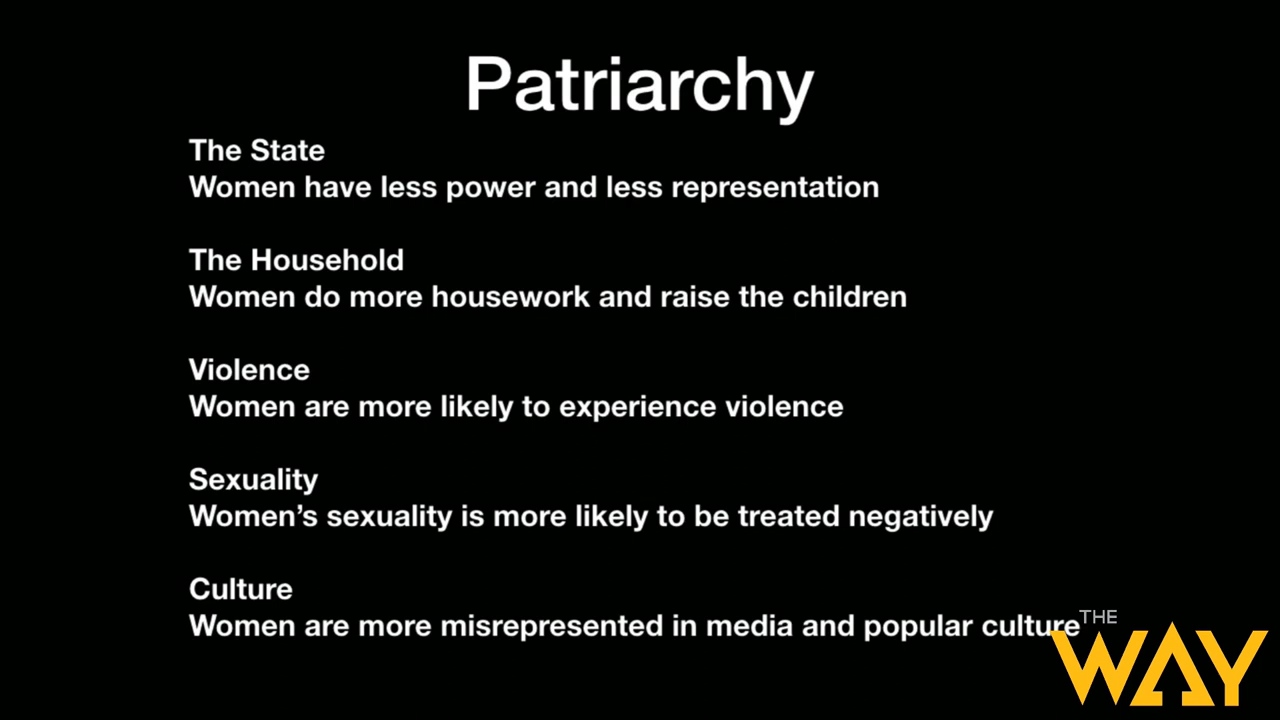 Patriarchy
The State
Women have less power and less representation
The Household
Women do more housework and raise the children
Violence
Women are more likely to experience violence
Sexuality
Women’s sexuality is more likely to be treated negatively
Culture
Women are more misrepresented in media and popular culture
THE
WAY